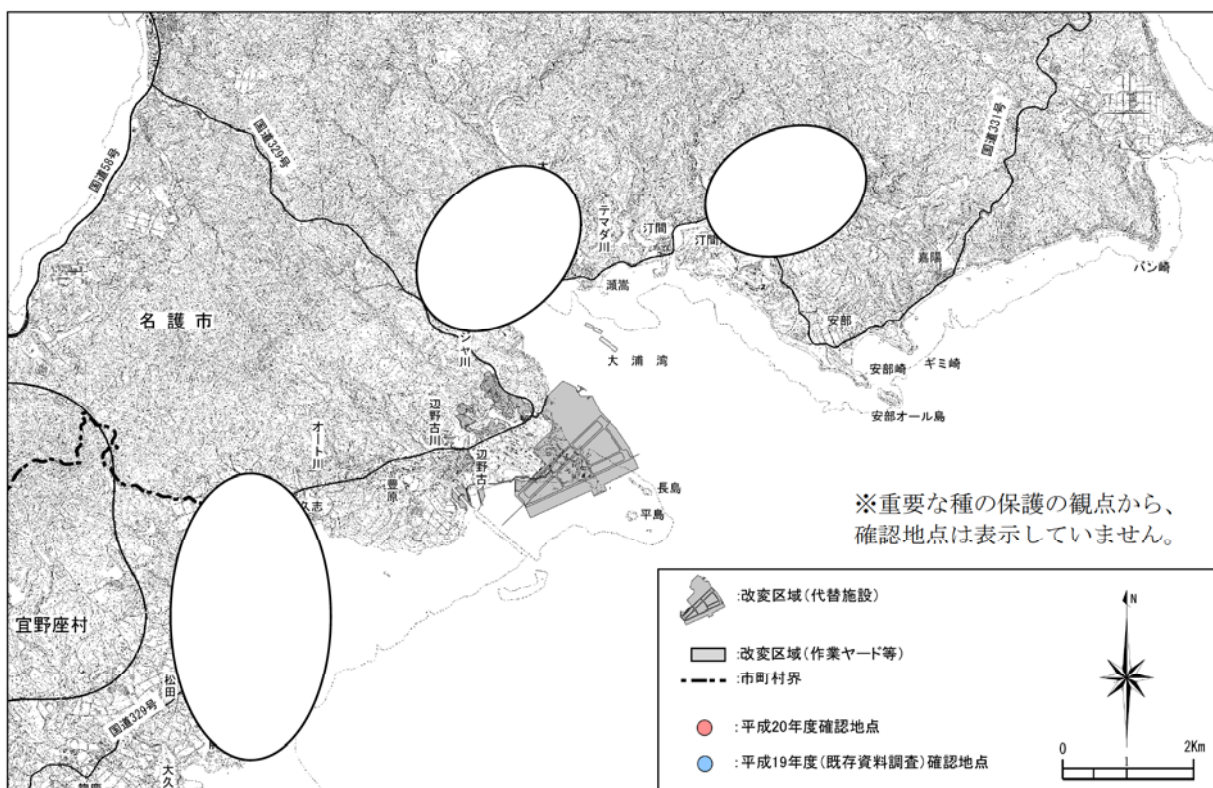 国道58号
国道329号
国道331号
テマダ川
汀間
汀間
瀬嵩
嘉陽
バン崎
名護市
安部
大浦湾
安部崎
ギミ崎
安部オール島
辺野古川
オート川
辺野古
豊原
久志
長島
平島
※重要な種の保護の観点から、
確認地点は表示していません。
宜野座村
松田
国道329号
大久
:改変区域(代替施設)
:改変区域(作業ヤード等)
:市町村界
:平成20年度確認地点
:平成19年度(既存資料調査)確認地点
N
0 1 2Km